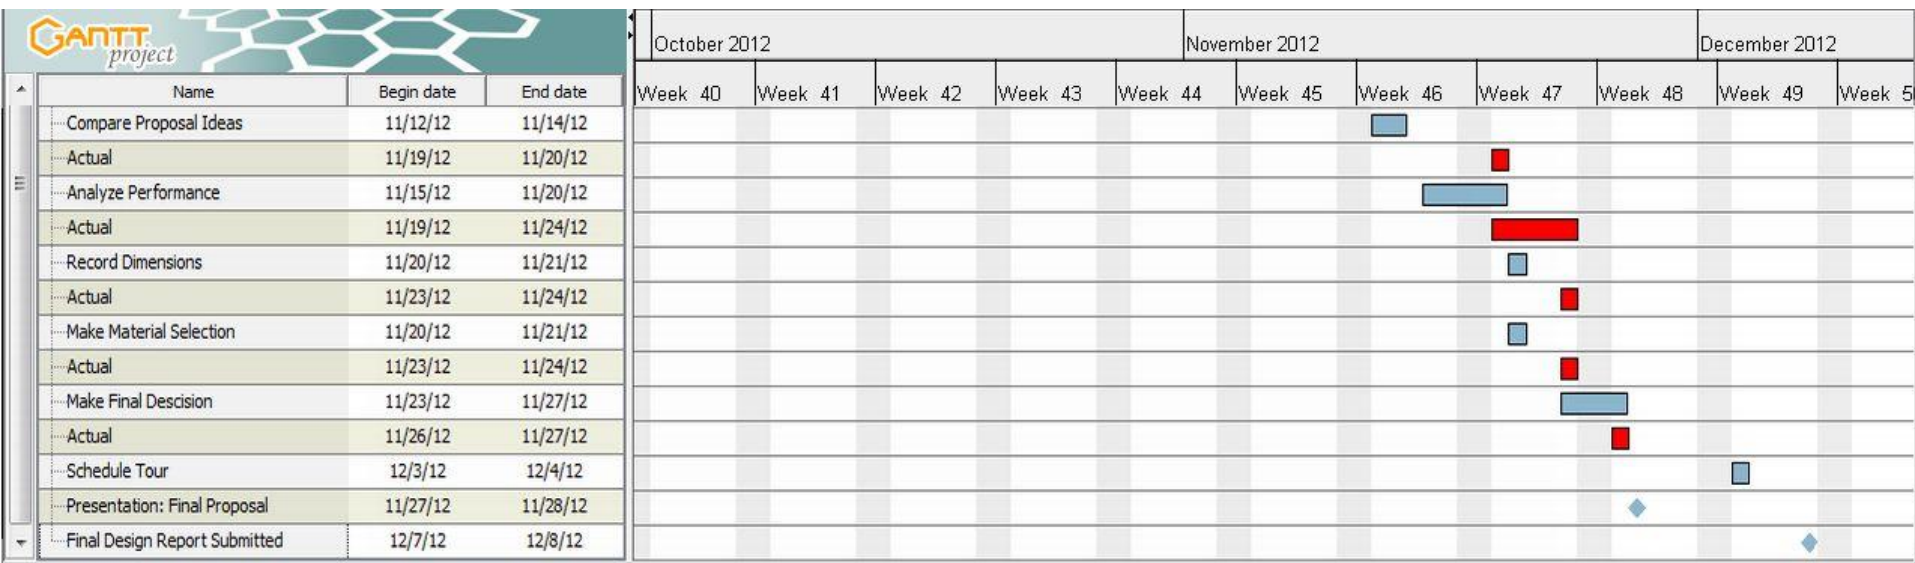 GANTT
project
October 2012 November 2012 December 2012
Name Begin date End date Week 40 Week 41 Week 42 Week 43 Week 44 Week 45 Week 46 Week 47 Week 48 Week 49 Week 5
Compare Proposal Ideas 11/12/12 11/14/12
Actual 11/19/12 11/20/12
Analyze Performance 11/15/12 11/20/12
Actual 11/19/12 11/24/12
Record Dimensions 11/20/12 11/21/12
Actual 11/23/12 11/24/12
Make Material Selection 11/20/12 11/21/12
Actual 11/23/12 11/24/12
Make Final Descision 11/23/12 11/27/12
Actual 11/26/12 11/27/12
Schedule Tour 12/3/12 12/4/12
Presentation: Final Proposal 11/27/12 11/28/12
Final Design Report Submitted 12/7/12 12/8/12